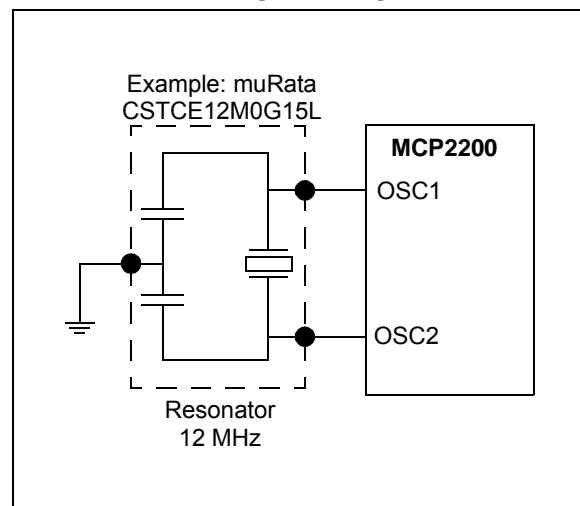 Example: muRata
CSTCE12M0G15L
MCP2200
OSC1
OSC2
Resonator
12 MHz